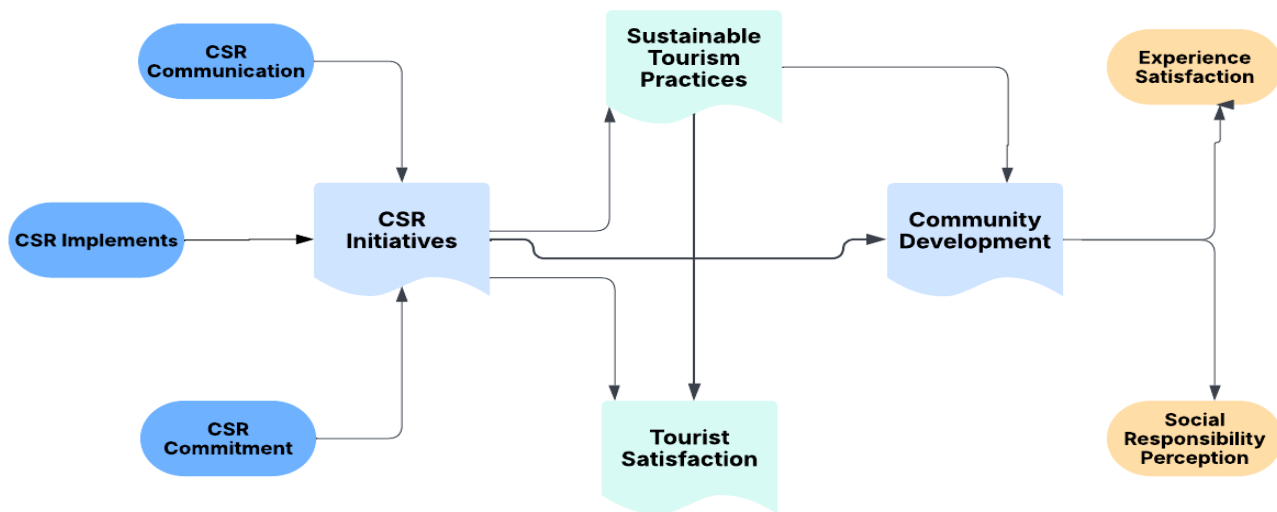 CSR
Communication
Sustainable
Tourism
Practices
Experience
Satisfaction
CSR Implements
CSR
Initiatives
Community
Development
CSR
Commitment
Tourist
Satisfaction
Social
Responsibility
Perception